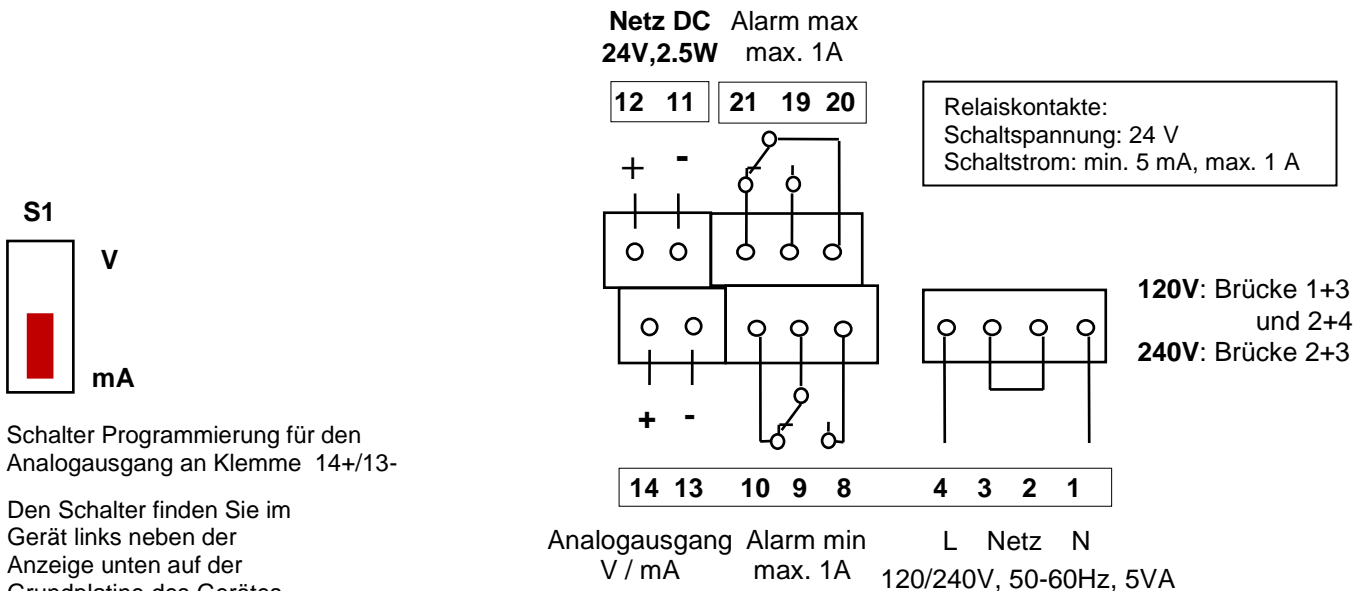 Netz DC Alarm max
24V,2.5W max. 1A
12 11 21 19 20
Relaiskontakte:
Schaltspannung: 24 V
Schaltstrom: min. 5 mA, max. 1 A
+ -
S1
V
mA
120V: Brücke 1+3
und 2+4
240V: Brücke 2+3
+ -
Schalter Programmierung für den
Analogausgang an Klemme 14+/13-
Den Schalter finden Sie im
Gerät links neben der
Anzeige unten auf der
Grundplatine des Gerätes
14 13 10 9 8 4 3 2 1
Analogausgang Alarm min L Netz N
V / mA max. 1A 120/240V, 50-60Hz, 5VA